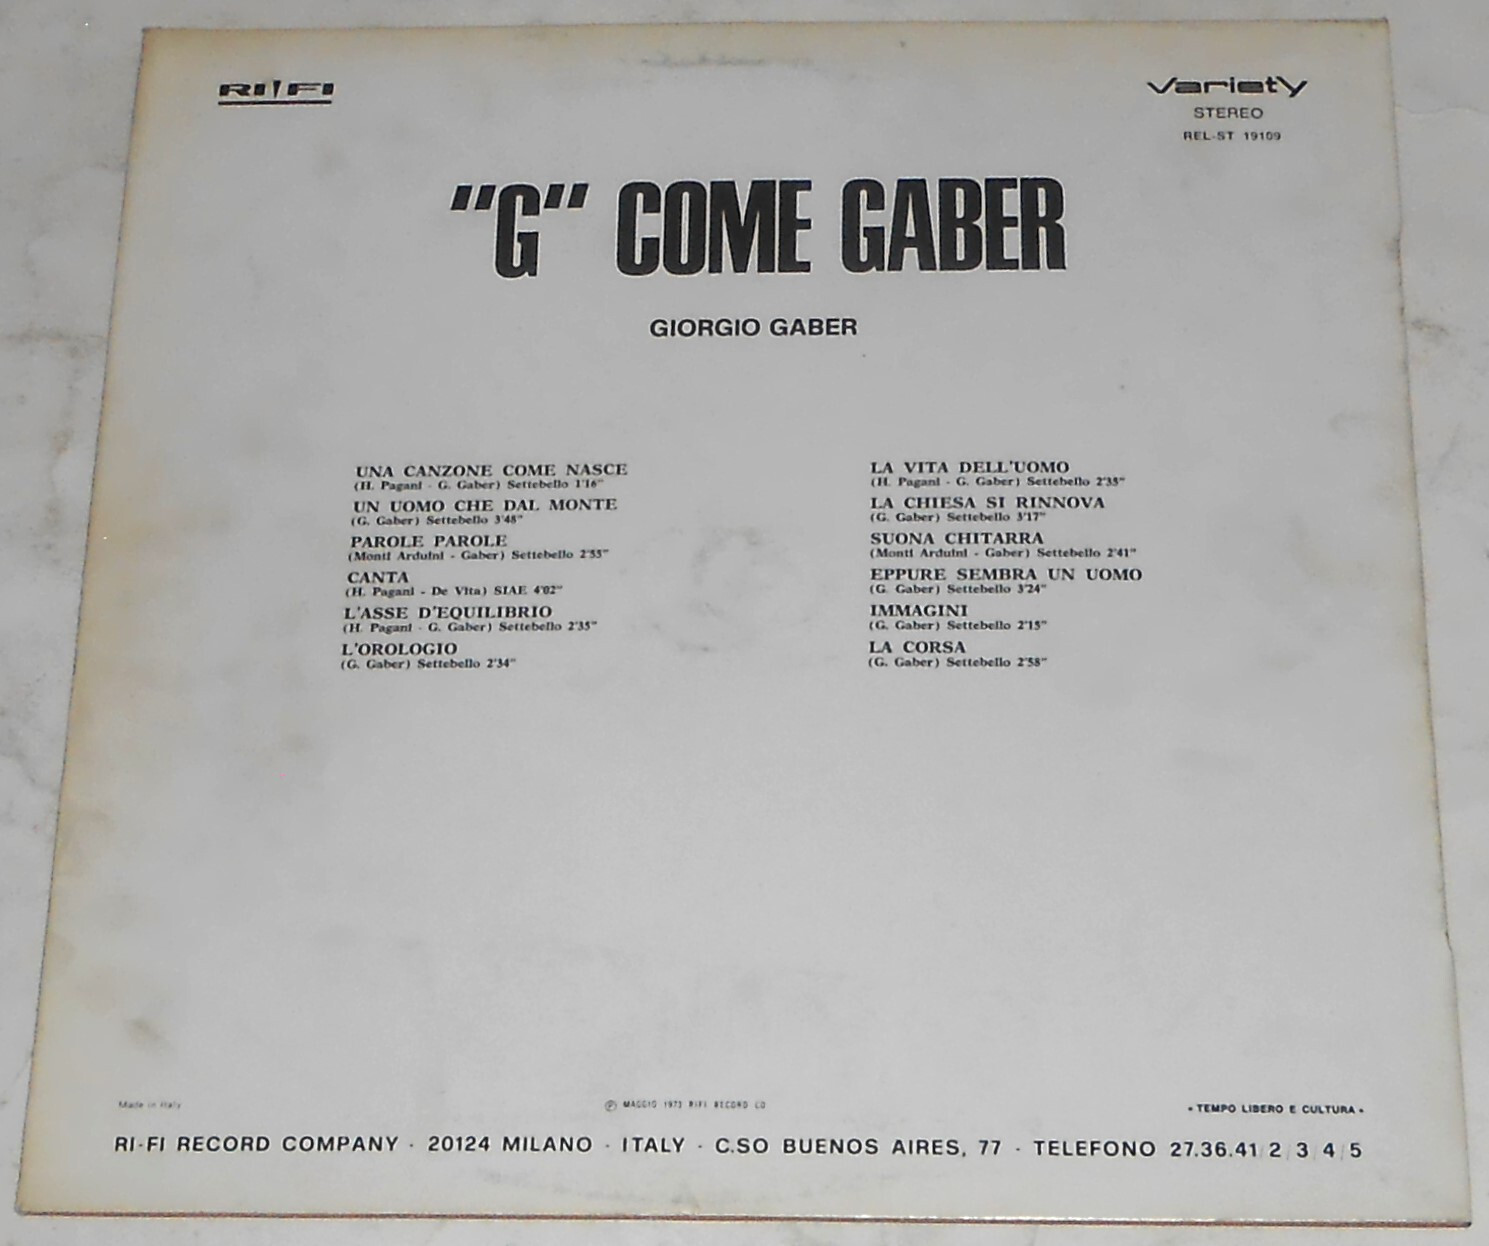 RI-FI
Variety
STEREO
REL-ST 19109
"G" COME GABER
GIORGIO GABER
UNA CANZONE COME NASCE
(H. Pagani - G. Gaber) Settebello 1'16"
UN UOMO CHE DAL MONTE
(G. Gaber) Settebello 3'48"
PAROLE PAROLE
(Monti Arduini - Gaber) Settebello 2'55"
CANTA
(H. Pagani - De Vita) SIAE 4'02"
L'ASSE D'EQUILIBRIO
(H. Pagani - G. Gaber) Settebello 2'35"
L'OROLOGIO
(G. Gaber) Settebello 2'34"
LA VITA DELL'UOMO
(H. Pagani - G. Gaber) Settebello 2'35"
LA CHIESA SI RINNOVA
(G. Gaber) Settebello 3'17"
SUONA CHITARRA
(Monti Arduini - Gaber) Settebello 2'41"
EPPURE SEMBRA UN UOMO
(G. Gaber) Settebello 3'24"
IMMAGINI
(G. Gaber) Settebello 2'15"
LA CORSA
(G. Gaber) Settebello 2'58"
Made in Italy
℗ MAGGIO 1973 RIFI RECORD CO
« TEMPO LIBERO E CULTURA »
RI-FI RECORD COMPANY · 20124 MILANO · ITALY · C.SO BUENOS AIRES, 77 · TELEFONO 27.36.41/2/3/4/5